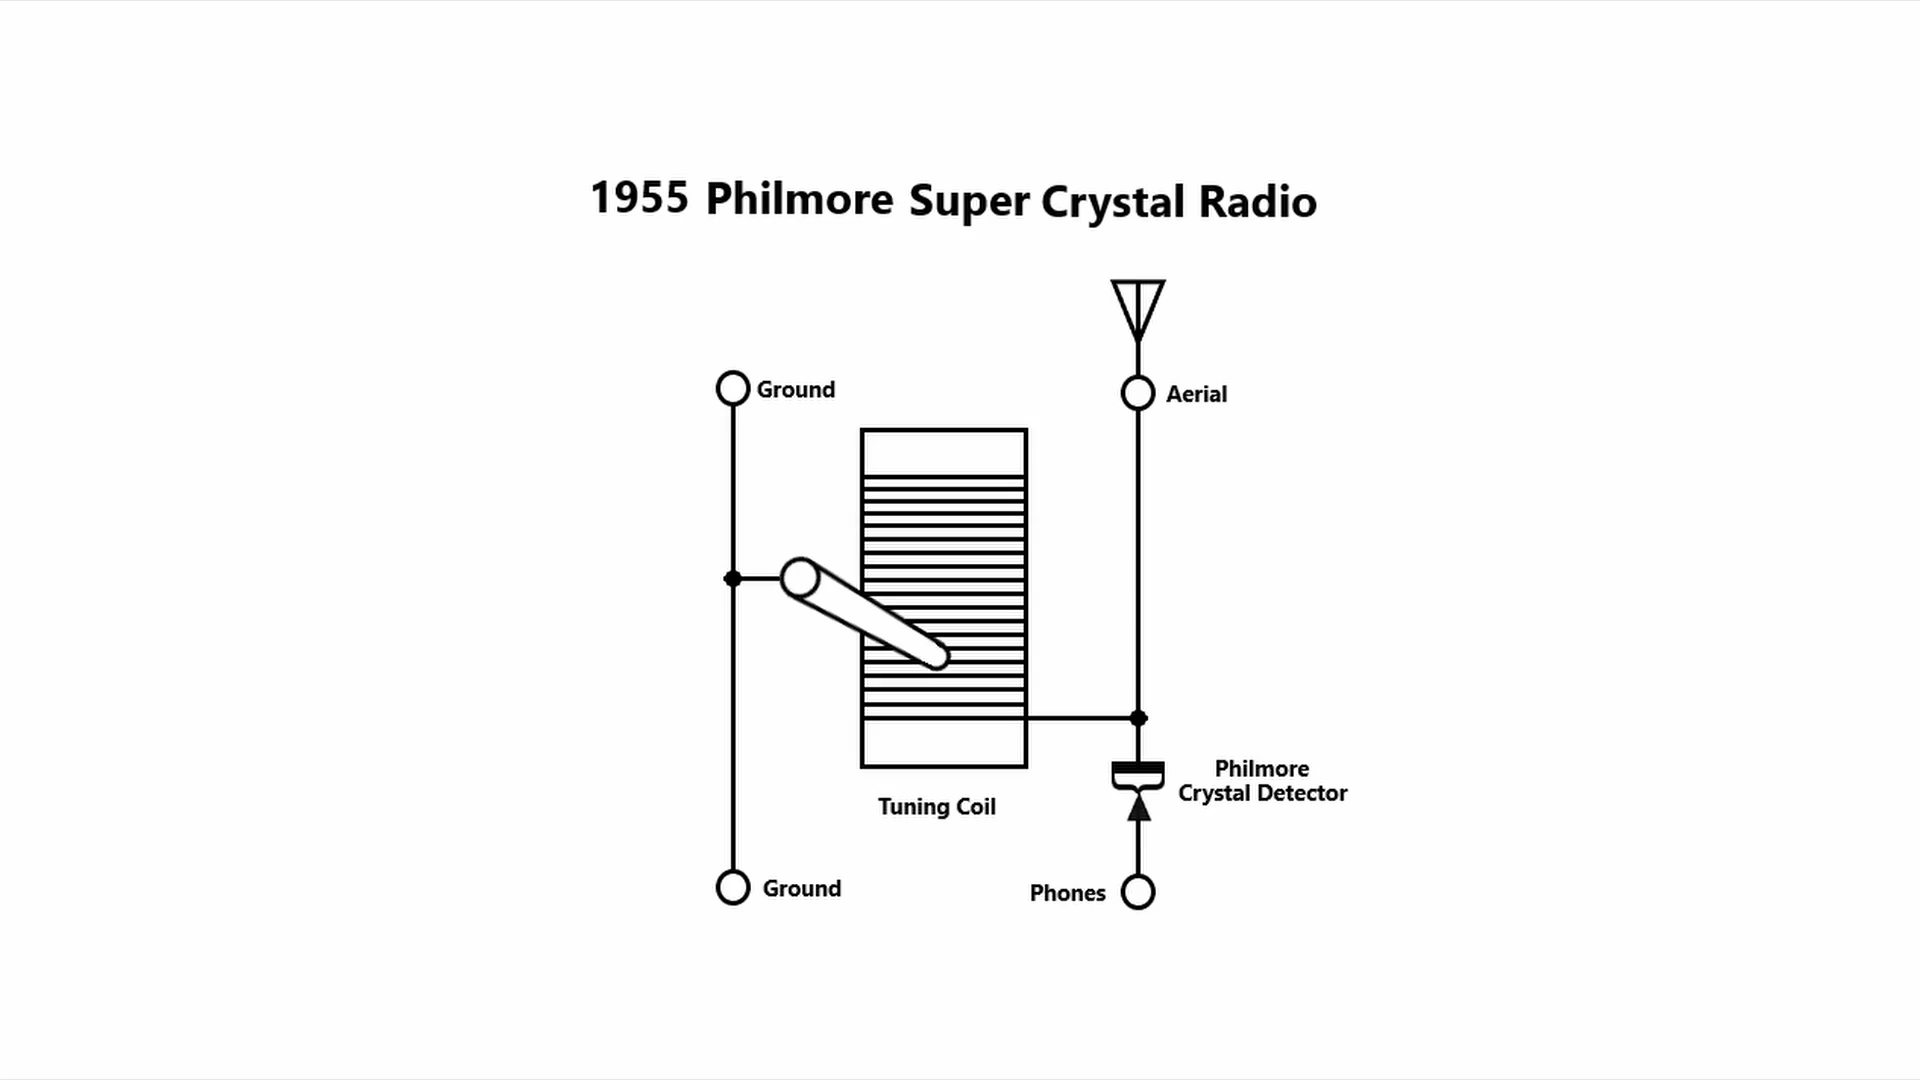 1955 Philmore Super Crystal Radio
Ground
Aerial
Philmore
Crystal Detector
Tuning Coil
Ground
Phones